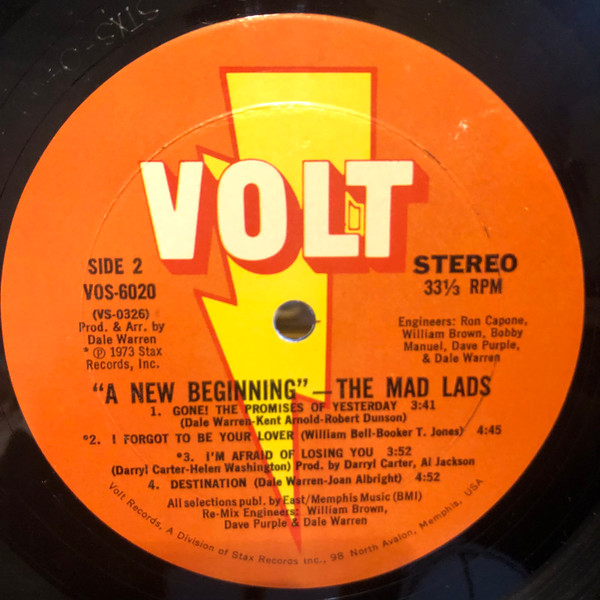 VOLT
SIDE 2
VOS-6020
(VS-0326)
Prod. & Arr. by
Dale Warren
* ℗ 1973 Stax
Records, Inc.
STEREO
33⅓ RPM
Engineers: Ron Capone,
William Brown, Bobby
Manuel, Dave Purple,
& Dale Warren
"A NEW BEGINNING" — THE MAD LADS
1. GONE! THE PROMISES OF YESTERDAY 3:41
(Dale Warren-Kent Arnold-Robert Dunson)
*2. I FORGOT TO BE YOUR LOVER (William Bell-Booker T. Jones) 4:45
*3. I'M AFRAID OF LOSING YOU 3:52
(Darryl Carter-Helen Washington) Prod. by Darryl Carter, Al Jackson
4. DESTINATION (Dale Warren-Joan Albright) 4:52
All selections publ. by East/Memphis Music (BMI)
Re-Mix Engineers: William Brown,
Dave Purple & Dale Warren
Volt Records, A Division of Stax Records Inc., 98 North Avalon, Memphis, USA